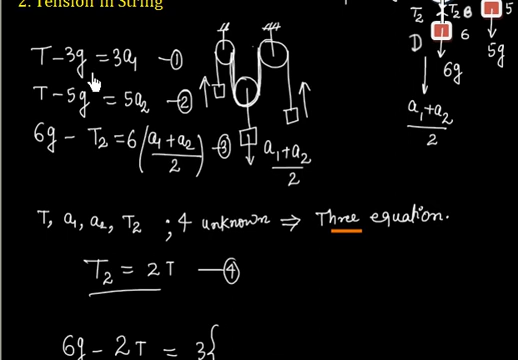 2. Tension in String
T - 3g = 3a₁ —①
T - 5g = 5a₂ —②
6g - T₂ = 6 ( (a₁ + a₂) / 2 ) —③
(a₁ + a₂) / 2
T₂
T₂ 6
5
D
6
5g
6g
(a₁ + a₂) / 2
T, a₁, a₂, T₂ ; 4 unknown ⇒ Three equation.
T₂ = 2T —④
6g - 2T = 3{